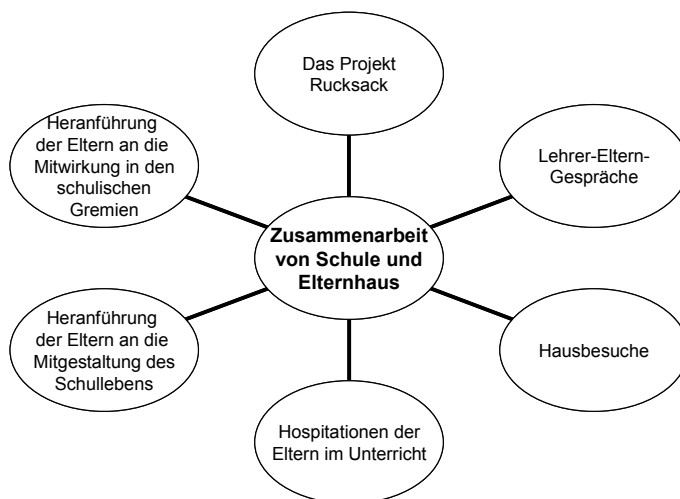 Das Projekt
Rucksack
Heranführung
der Eltern an die
Mitwirkung in den
schulischen
Gremien
Lehrer-Eltern-
Gespräche
Zusammenarbeit
von Schule und
Elternhaus
Heranführung
der Eltern an die
Mitgestaltung des
Schullebens
Hausbesuche
Hospitationen der
Eltern im Unterricht